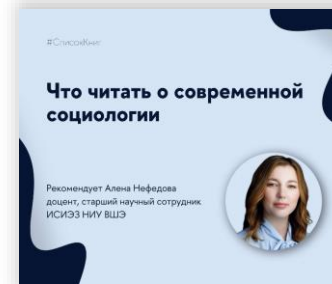 #СписокКниг
Что читать о современной
социологии
Рекомендует Алена Нефедова
доцент, старший научный сотрудник
ИСИЭЗ НИУ ВШЭ